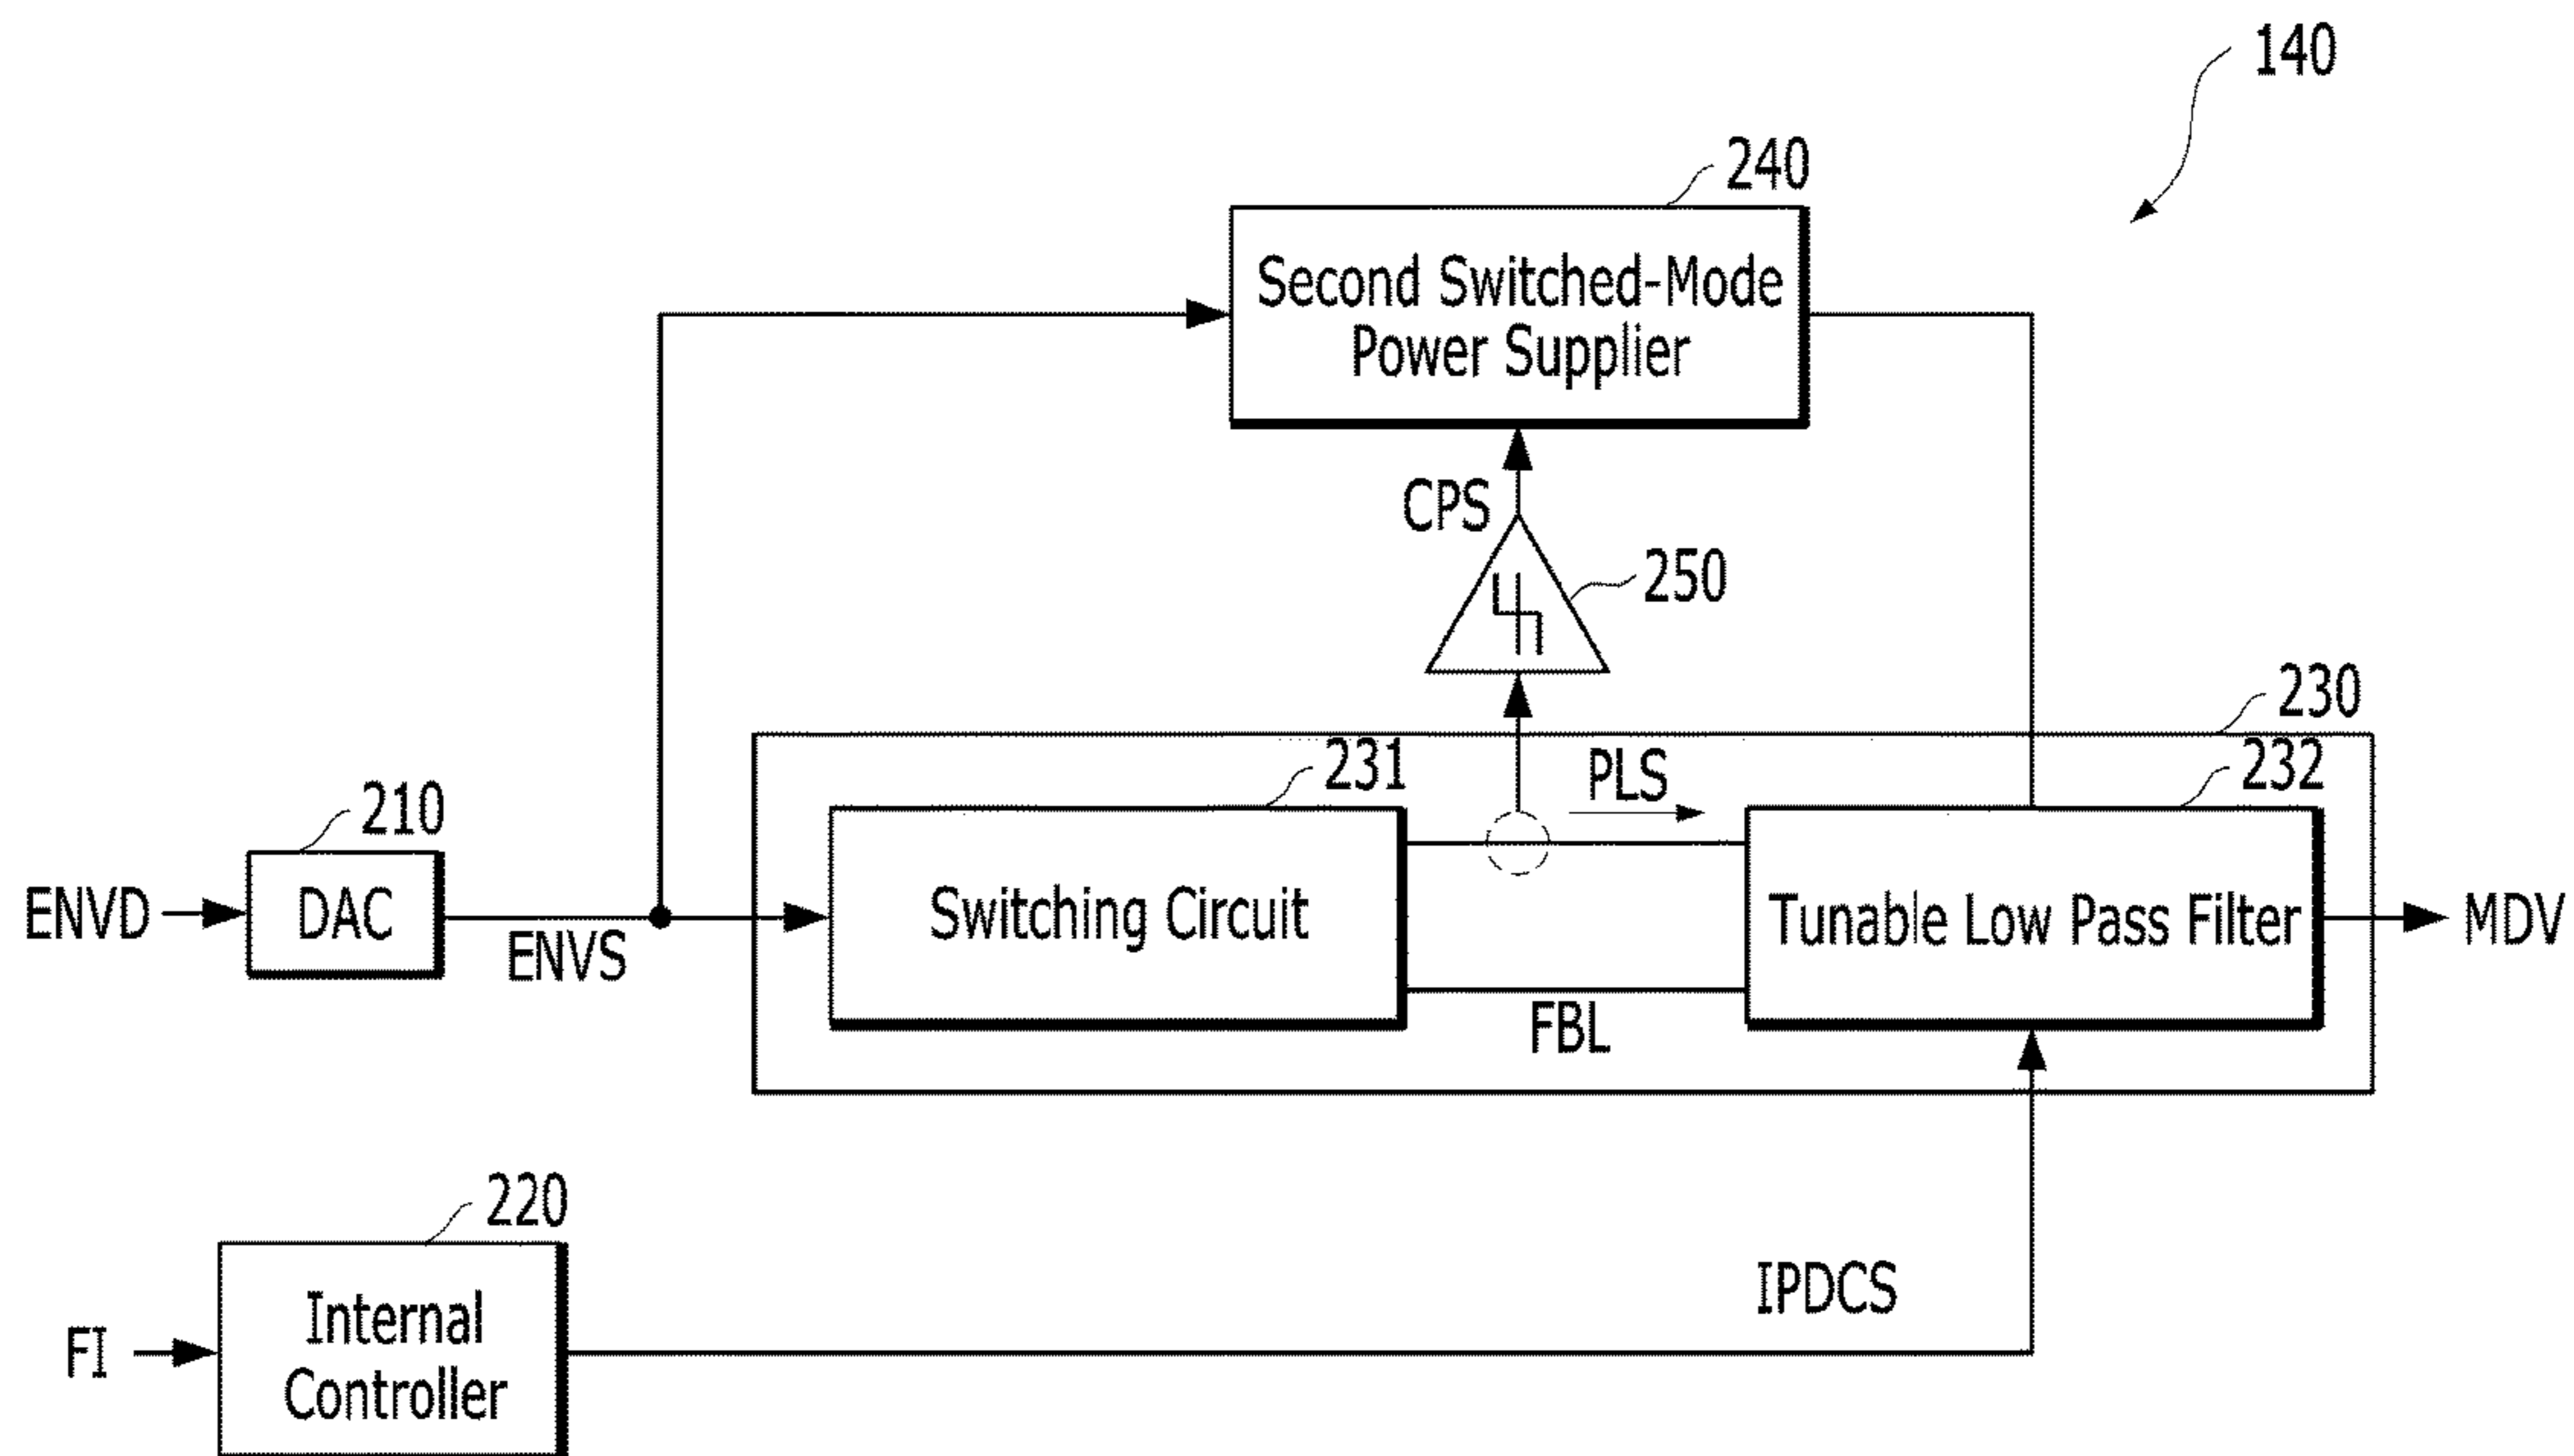 140
240
Second Switched-Mode
Power Supplier
CPS
250
230
231
PLS
232
210
ENVD
DAC
ENVS
Switching Circuit
Tunable Low Pass Filter
MDV
FBL
220
IPDCS
FI
Internal
Controller